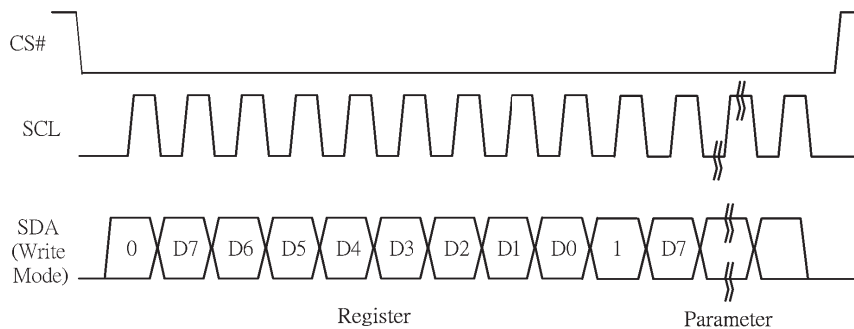 CS#
SCL
SDA
(Write
Mode)
0 D7 D6 D5 D4 D3 D2 D1 D0 1 D7
Register
Parameter